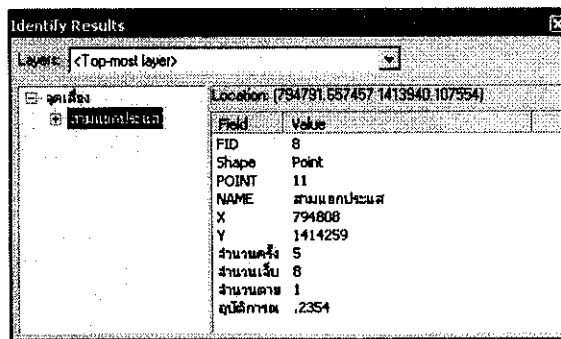 Identify Results
Layers: <Top-most layer>
จุดเสี่ยง
สามแยกประแส
Location: (794791.657457 1413940.107554)
Field Value
FID 8
Shape Point
POINT 11
NAME สามแยกประแส
X 794808
Y 1414259
จำนวนครั้ง 5
จำนวนเจ็บ 8
จำนวนตาย 1
อุบัติการณ .2354